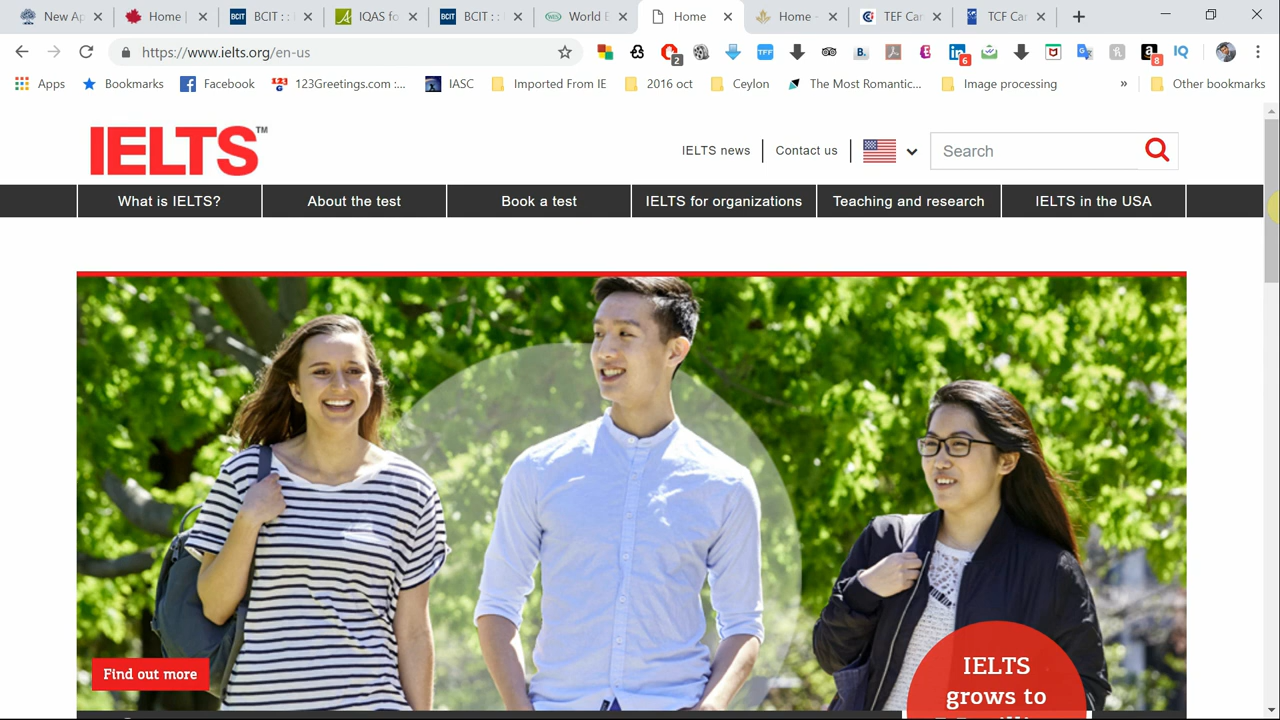 New Ap
Home |
BCIT : :
IQAS fo
BCIT : :
World E
Home
Home -
TEF Car
TCF Car
https://www.ielts.org/en-us
Apps
Bookmarks
Facebook
123Greetings.com :...
IASC
Imported From IE
2016 oct
Ceylon
The Most Romantic...
Image processing
»
Other bookmarks
IELTS™
IELTS news
Contact us
Search
What is IELTS?
About the test
Book a test
IELTS for organizations
Teaching and research
IELTS in the USA
Find out more
IELTS
grows to